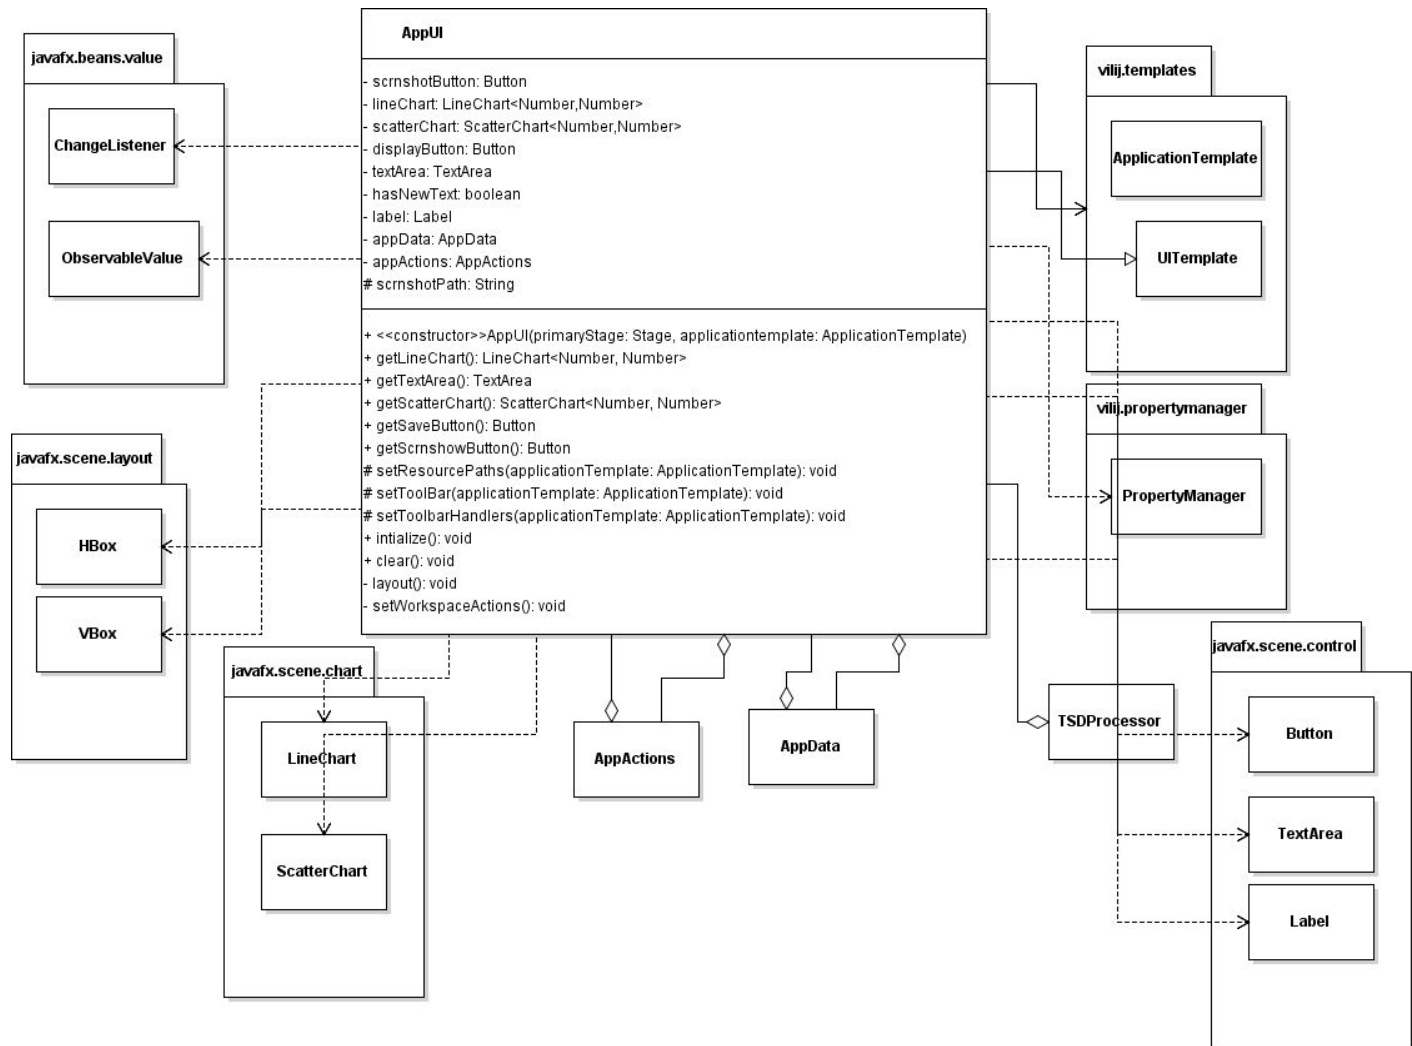 AppUI
- scrnshotButton: Button
- lineChart: LineChart<Number,Number>
- scatterChart: ScatterChart<Number,Number>
- displayButton: Button
- textArea: TextArea
- hasNewText: boolean
- label: Label
- appData: AppData
- appActions: AppActions
# scrnshotPath: String
+ <<constructor>>AppUI(primaryStage: Stage, applicationtemplate: ApplicationTemplate)
+ getLineChart(): LineChart<Number, Number>
+ getTextArea(): TextArea
+ getScatterChart(): ScatterChart<Number, Number>
+ getSaveButton(): Button
+ getScrnshowButton(): Button
# setResourcePaths(applicationTemplate: ApplicationTemplate): void
# setToolBar(applicationTemplate: ApplicationTemplate): void
# setToolbarHandlers(applicationTemplate: ApplicationTemplate): void
+ intialize(): void
+ clear(): void
- layout(): void
- setWorkspaceActions(): void
javafx.beans.value
ChangeListener
ObservableValue
javafx.scene.layout
HBox
VBox
javafx.scene.chart
LineChart
ScatterChart
AppActions
AppData
TSDProcessor
vilij.templates
ApplicationTemplate
UITemplate
vilij.propertymanager
PropertyManager
javafx.scene.control
Button
TextArea
Label